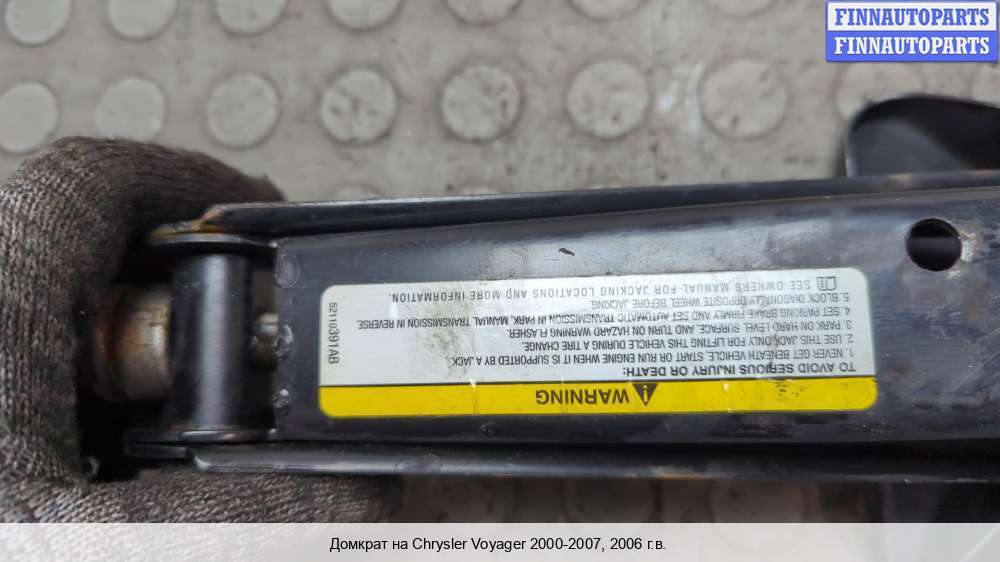 FINNAUTOPARTS
FINNAUTOPARTS
⚠ WARNING
TO AVOID SERIOUS INJURY OR DEATH:
1. NEVER GET BENEATH VEHICLE, START OR RUN ENGINE WHEN IT IS SUPPORTED BY A JACK.
2. USE THIS JACK ONLY FOR LIFTING THIS VEHICLE DURING A TIRE CHANGE.
3. PARK ON HARD LEVEL SURFACE, AND TURN ON HAZARD WARNING FLASHER.
4. SET PARKING BRAKE FIRMLY AND SET AUTOMATIC TRANSMISSION IN PARK, MANUAL TRANSMISSION IN REVERSE.
5. BLOCK DIAGONALLY OPPOSITE WHEEL BEFORE JACKING.
SEE OWNERS MANUAL FOR JACKING LOCATIONS AND MORE INFORMATION.
52110391AB
Домкрат на Chrysler Voyager 2000-2007, 2006 г.в.